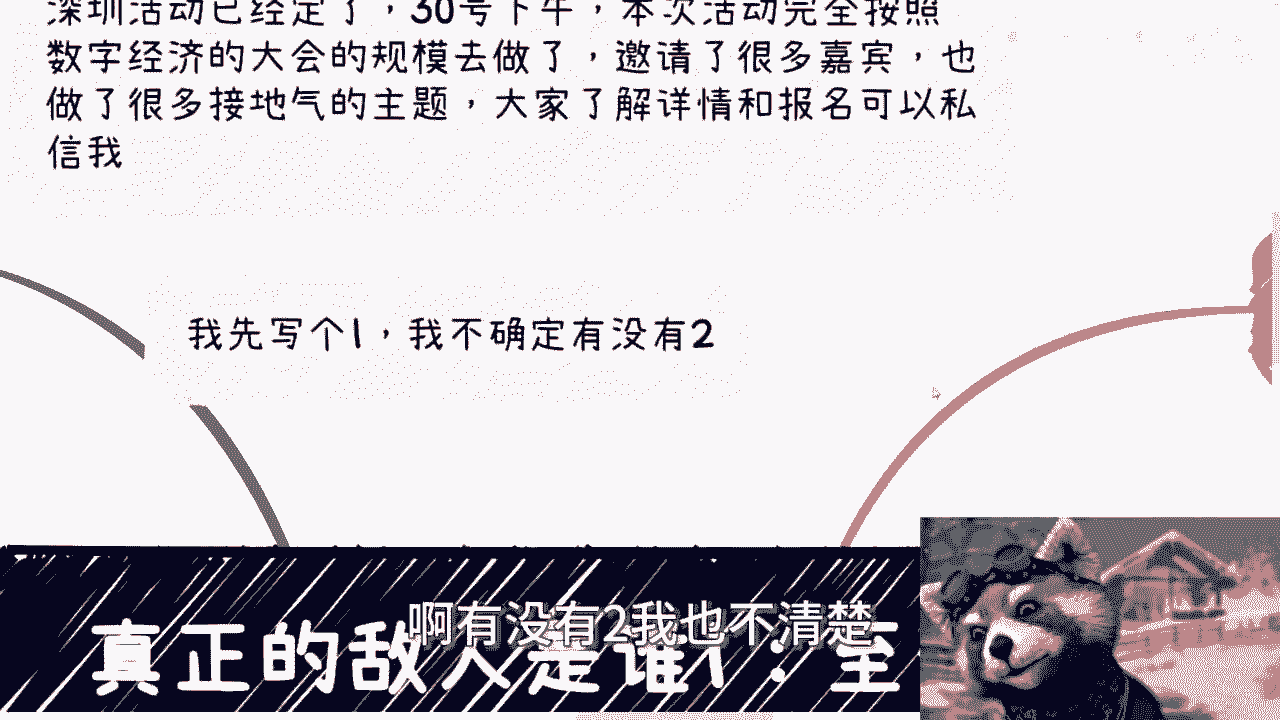 深圳活动已经定了，30号下午，本次活动完全按照
数字经济的大会的规模去做了，邀请了很多嘉宾，也
做了很多接地气的主题，大家了解详情和报名可以私
信我
我先写个1，我不确定有没有2
啊有没有2我也不清楚
真正的敌人是谁1：至